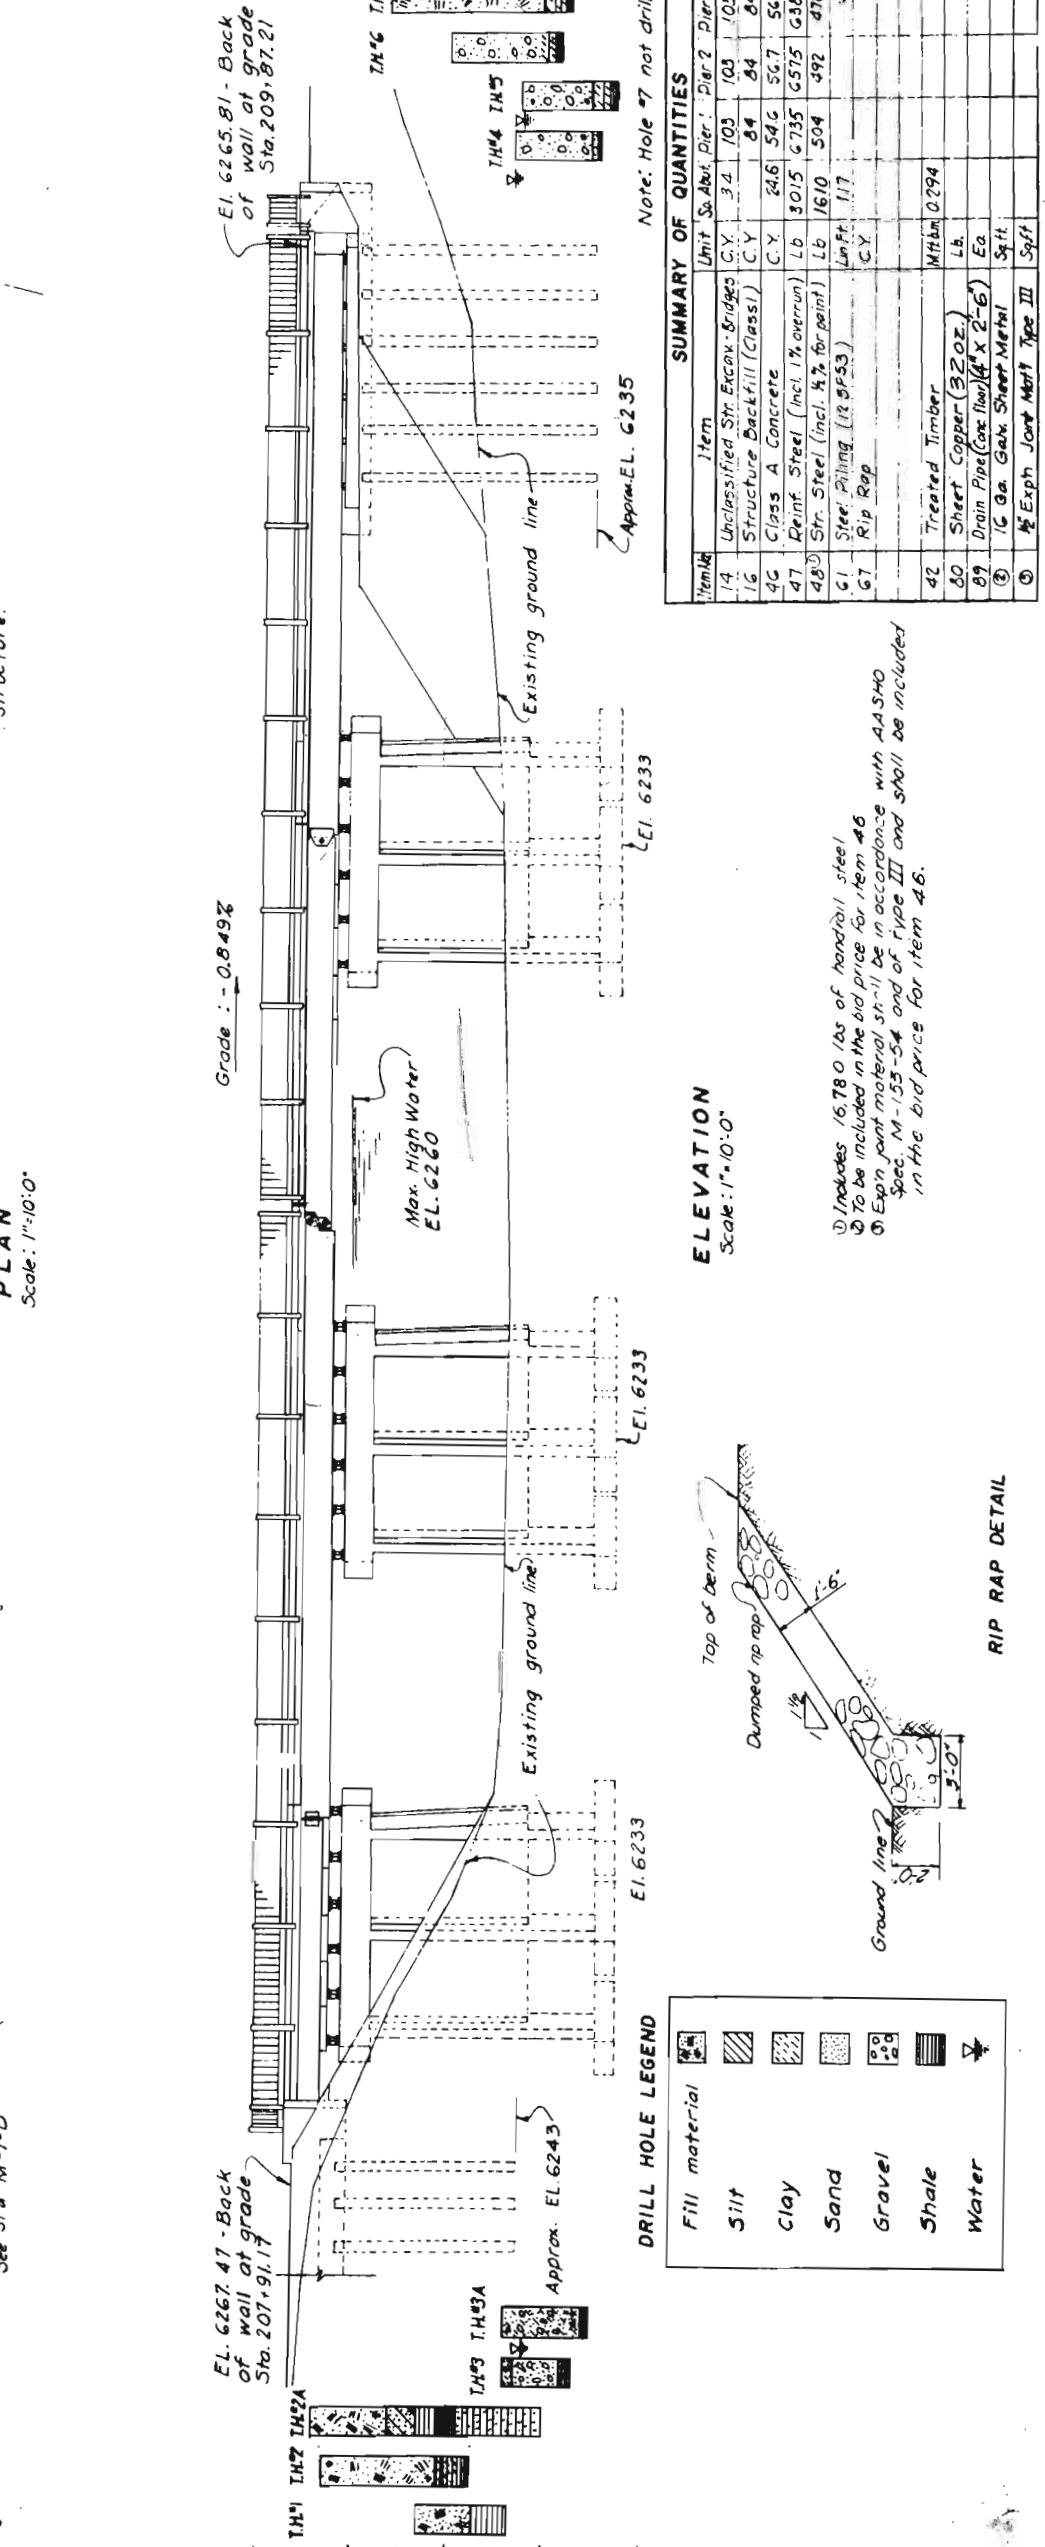 PLAN
Scale: 1"=10'-0"
EL. 6267.47 - Back
of wall at grade
Sta. 207+91.17
Grade : -0.849%
El. 6265.81 - Back
of wall at grade
Sta. 209+87.21
T.H.#1
T.H.#2
T.H.#2A
T.H.#3
T.H.#3A
T.H.#4
T.H.#5
T.H.#6
Max. High Water
EL. 6260
Approx. EL. 6243
Existing ground line
Existing ground line
El. 6233
El. 6233
El. 6233
Approx. EL. 6235
Note: Hole #7 not
ELEVATION
Scale: 1"=10'-0"
DRILL HOLE LEGEND
Fill material
Silt
Clay
Sand
Gravel
Shale
Water
Top of berm
Dumped rip rap
1½
1
1'-6"
Ground line
2'-0"
3'-0"
RIP RAP DETAIL
① Includes 16,780 lbs of handrail steel
② To be included in the bid price for item 46
③ Exp'n joint material shall be in accordance with AASHO
Spec. M-153-54 and of type III and shall be included
in the bid price for item 46.
SUMMARY OF QUANTITIES
Item No Item Unit So. Abut. Pier 1 Pier 2 Pier
14 Unclassified Str. Excav.-Bridges C.Y. 34 103 103
16 Structure Backfill (Class 1) C.Y 84 84
46 Class A Concrete C.Y. 24.6 54.6 56.7
47 Reinf. Steel (incl. 1% overrun) Lb 3015 6735 6575
48① Str. Steel (incl. ½% for paint) Lb 1610 504 492
61 Steel Piling (12 BP53) Lin.Ft. 117
67 Rip Rap C.Y.
42 Treated Timber Mft.bm 0.294
80 Sheet Copper (32 oz.) Lb.
89 Drain Pipe (Conc floor)(4" x 2'-6") Ea
② 16 Ga. Galv. Sheet Metal Sq.ft.
③ ½" Exp'n Joint Mat'l Type III Sq.ft